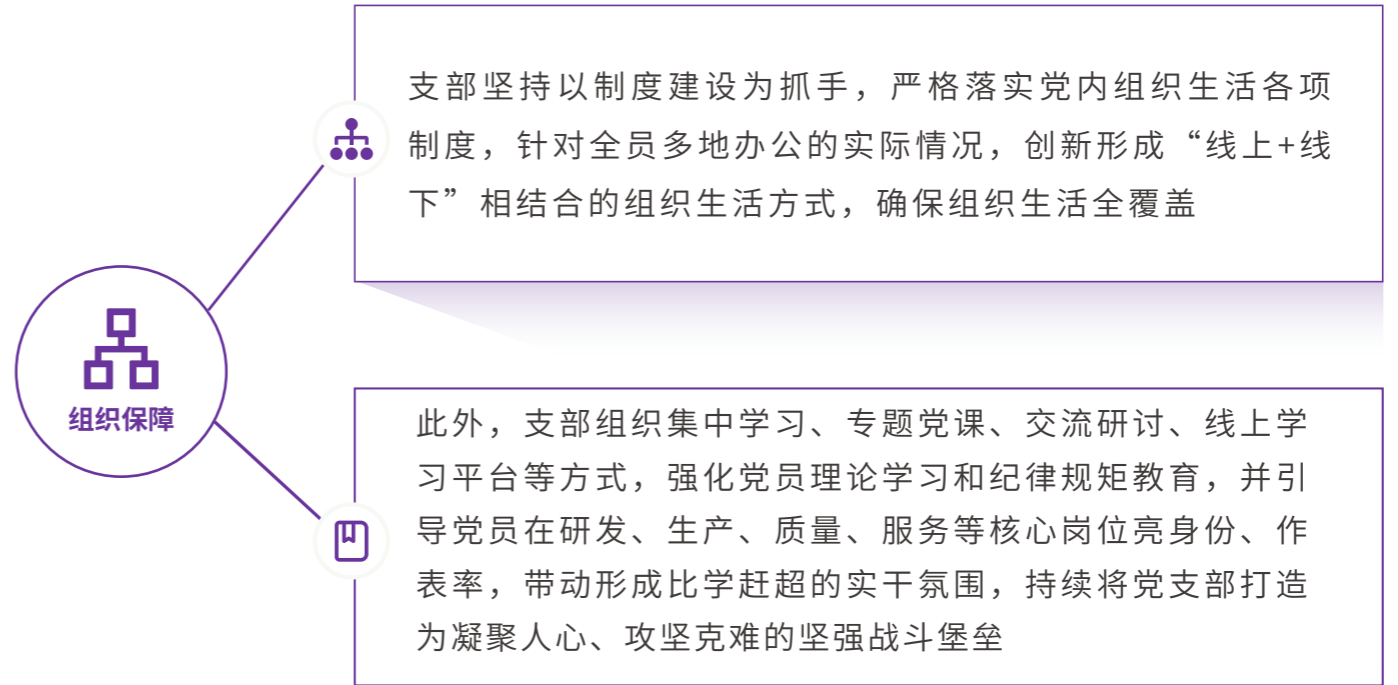 支部坚持以制度建设为抓手，严格落实党内组织生活各项
制度，针对全员多地办公的实际情况，创新形成“线上+线
下”相结合的组织生活方式，确保组织生活全覆盖
组织保障
此外，支部组织集中学习、专题党课、交流研讨、线上学
习平台等方式，强化党员理论学习和纪律规矩教育，并引
导党员在研发、生产、质量、服务等核心岗位亮身份、作
表率，带动形成比学赶超的实干氛围，持续将党支部打造
为凝聚人心、攻坚克难的坚强战斗堡垒